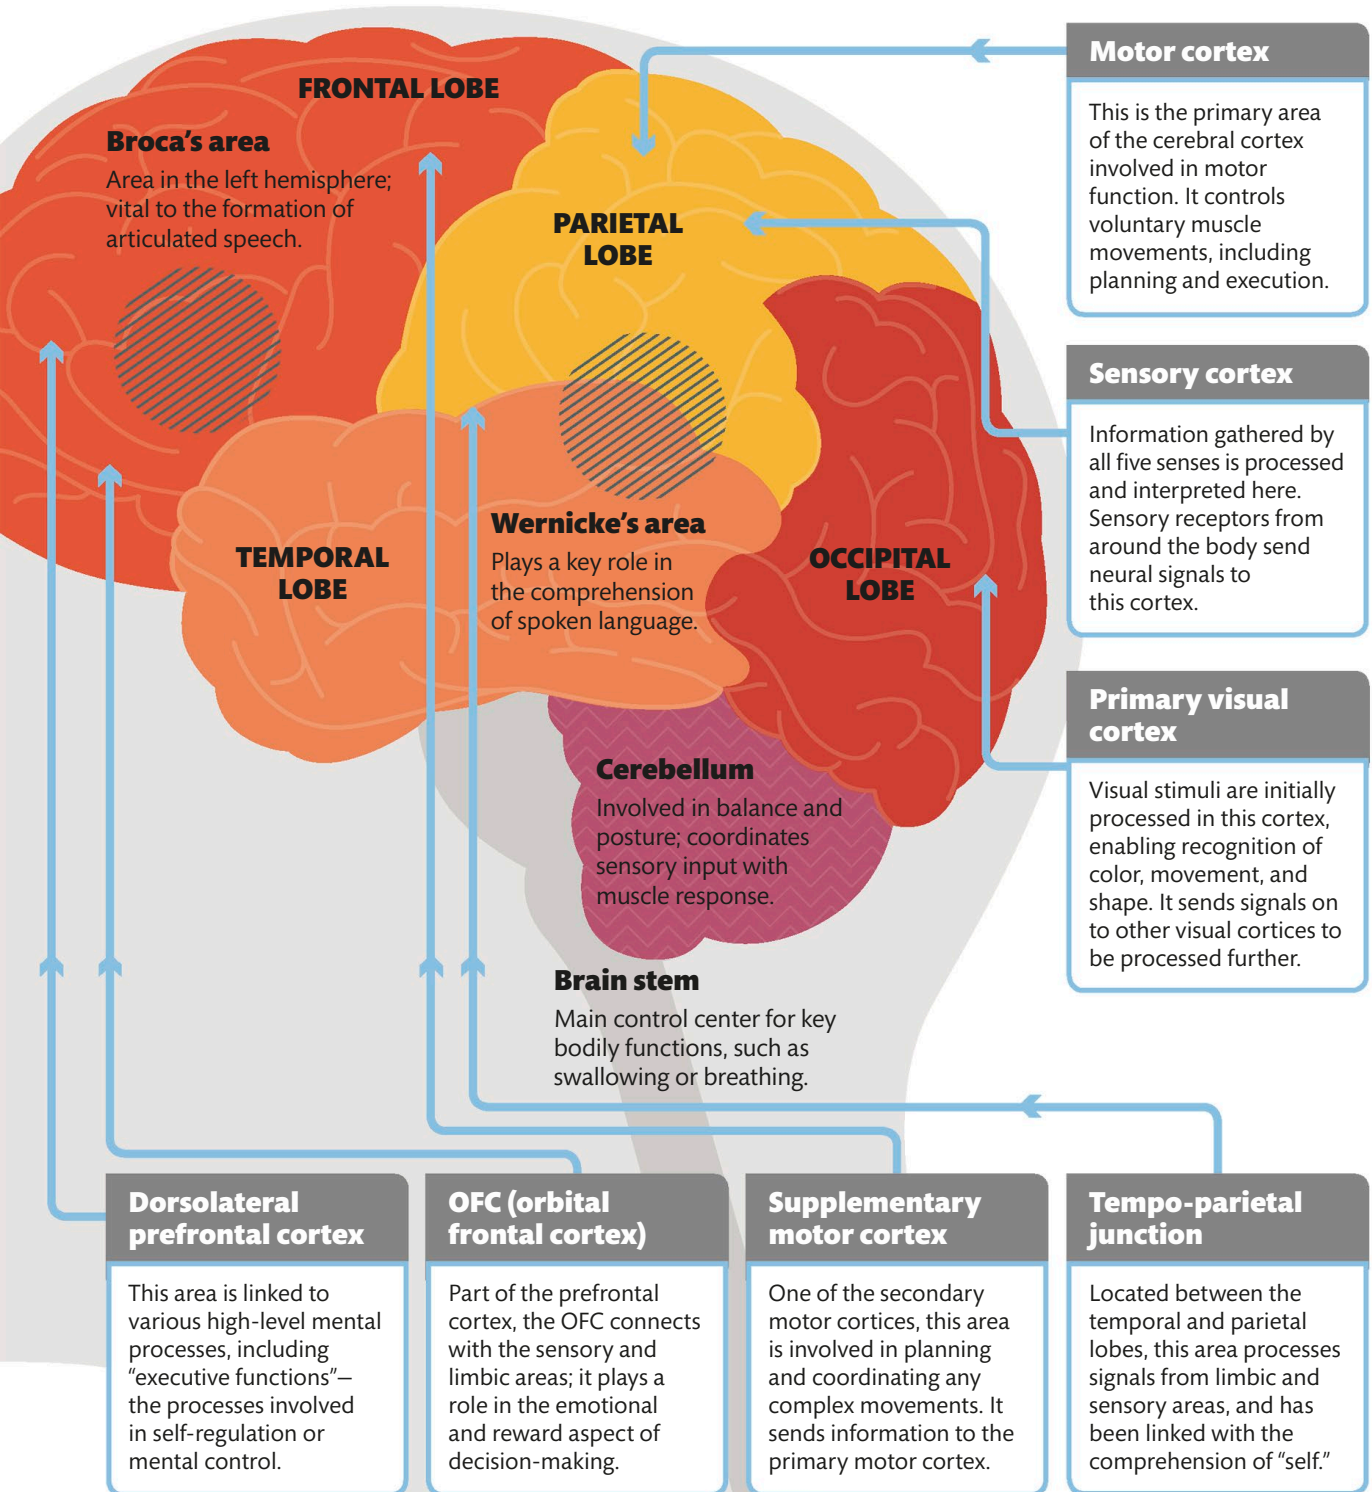 FRONTAL LOBE
Broca’s area
Area in the left hemisphere;
vital to the formation of
articulated speech.
PARIETAL
LOBE
TEMPORAL
LOBE
Wernicke’s area
Plays a key role in
the comprehension
of spoken language.
OCCIPITAL
LOBE
Cerebellum
Involved in balance and
posture; coordinates
sensory input with
muscle response.
Brain stem
Main control center for key
bodily functions, such as
swallowing or breathing.
Motor cortex
This is the primary area
of the cerebral cortex
involved in motor
function. It controls
voluntary muscle
movements, including
planning and execution.
Sensory cortex
Information gathered by
all five senses is processed
and interpreted here.
Sensory receptors from
around the body send
neural signals to
this cortex.
Primary visual
cortex
Visual stimuli are initially
processed in this cortex,
enabling recognition of
color, movement, and
shape. It sends signals on
to other visual cortices to
be processed further.
Dorsolateral
prefrontal cortex
This area is linked to
various high-level mental
processes, including
“executive functions”—
the processes involved
in self-regulation or
mental control.
OFC (orbital
frontal cortex)
Part of the prefrontal
cortex, the OFC connects
with the sensory and
limbic areas; it plays a
role in the emotional
and reward aspect of
decision-making.
Supplementary
motor cortex
One of the secondary
motor cortices, this area
is involved in planning
and coordinating any
complex movements. It
sends information to the
primary motor cortex.
Tempo-parietal
junction
Located between the
temporal and parietal
lobes, this area processes
signals from limbic and
sensory areas, and has
been linked with the
comprehension of “self.”